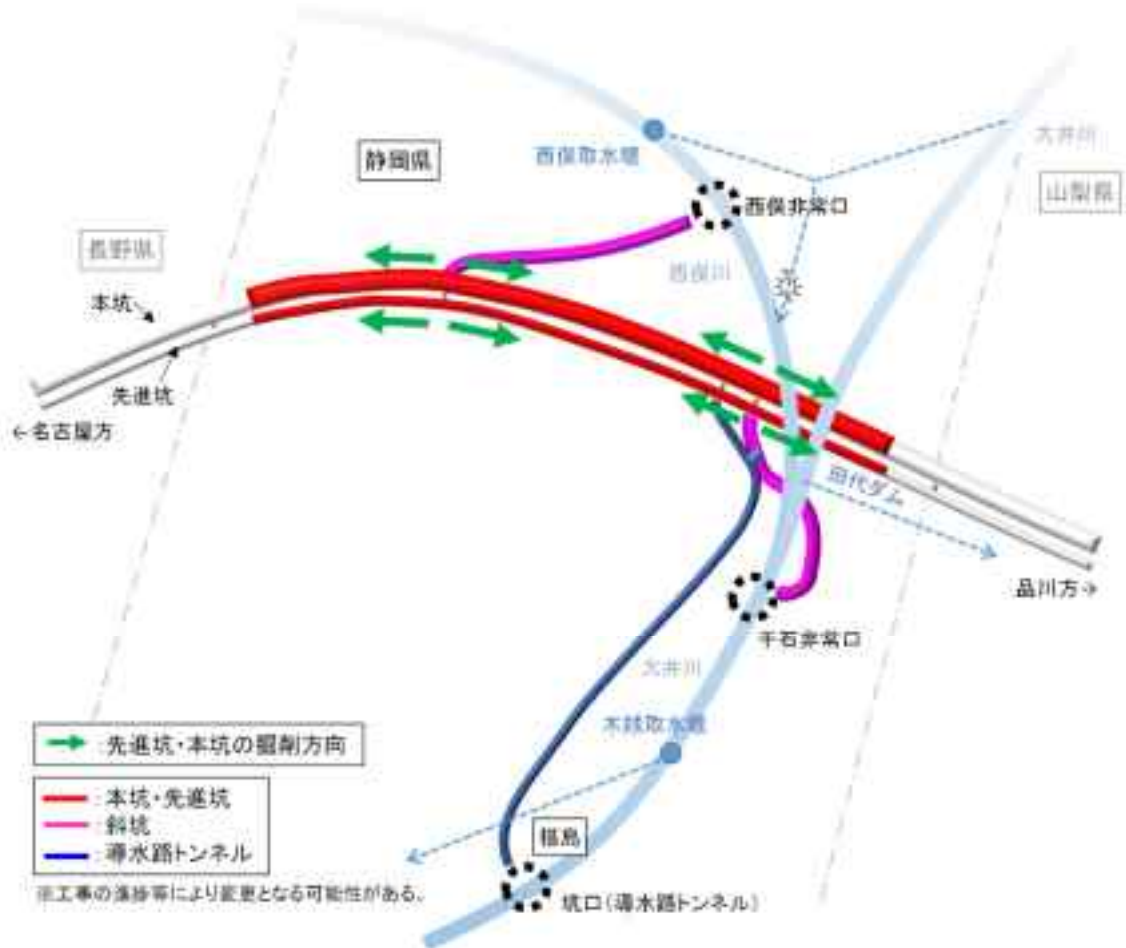 大井川
西俣取水堰
静岡県
山梨県
西俣非常口
長野県
西俣川
本坑
先進坑
←名古屋方
田代ダム
品川方→
千石非常口
大井川
木賊取水堰
:先進坑・本坑の掘削方向
:本坑・先進坑
:斜坑
:導水路トンネル
椹島
※工事の進捗等により変更となる可能性がある。
坑口(導水路トンネル)